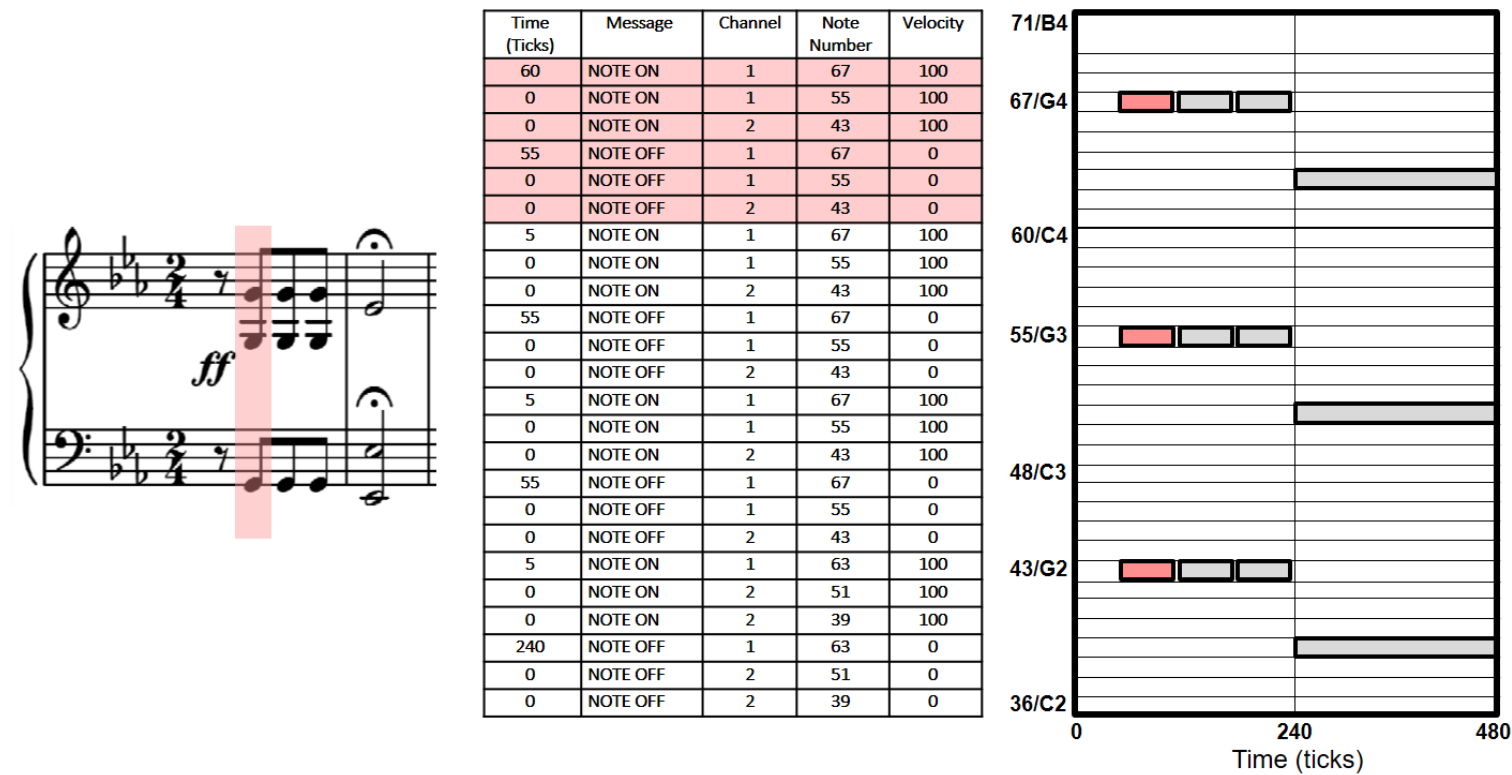 2
4
ff
2
4
Time (Ticks) Message Channel Note Number Velocity
60 NOTE ON 1 67 100
0 NOTE ON 1 55 100
0 NOTE ON 2 43 100
55 NOTE OFF 1 67 0
0 NOTE OFF 1 55 0
0 NOTE OFF 2 43 0
5 NOTE ON 1 67 100
0 NOTE ON 1 55 100
0 NOTE ON 2 43 100
55 NOTE OFF 1 67 0
0 NOTE OFF 1 55 0
0 NOTE OFF 2 43 0
5 NOTE ON 1 67 100
0 NOTE ON 1 55 100
0 NOTE ON 2 43 100
55 NOTE OFF 1 67 0
0 NOTE OFF 1 55 0
0 NOTE OFF 2 43 0
5 NOTE ON 1 63 100
0 NOTE ON 2 51 100
0 NOTE ON 2 39 100
240 NOTE OFF 1 63 0
0 NOTE OFF 2 51 0
0 NOTE OFF 2 39 0
71/B4
67/G4
60/C4
55/G3
48/C3
43/G2
36/C2
0 240 480
Time (ticks)